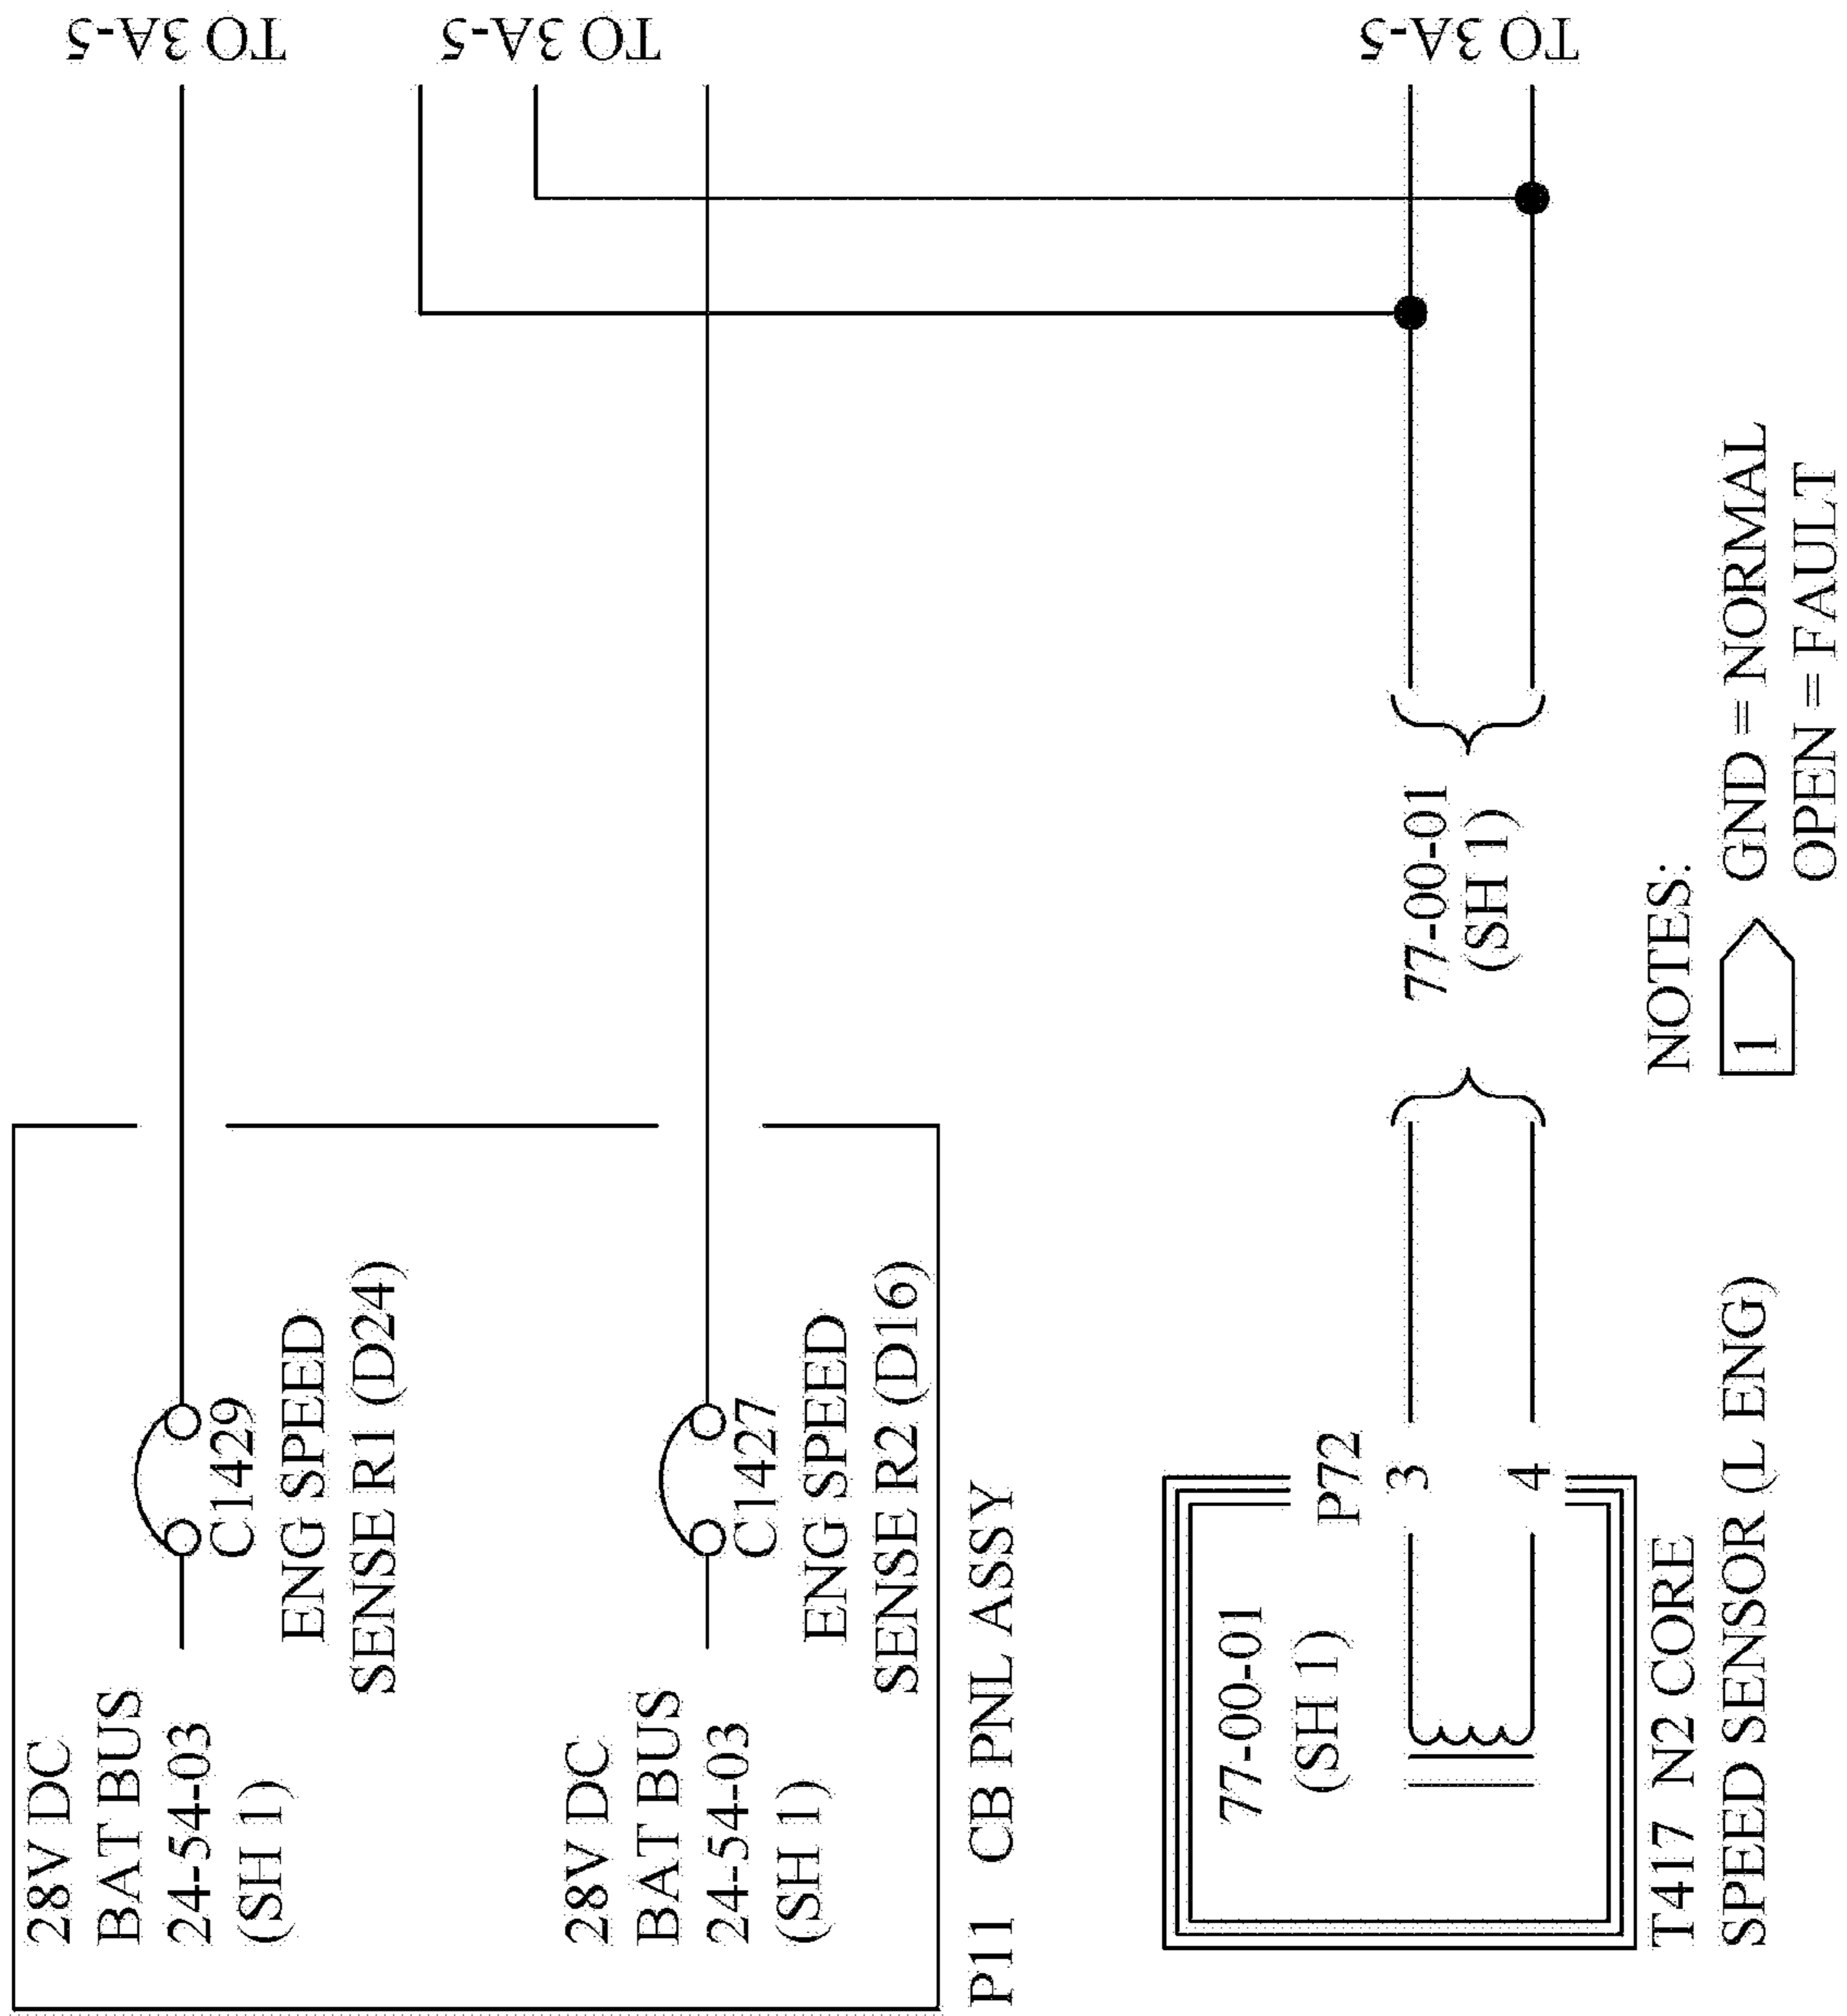 28V DC
BAT BUS
24-54-03
(SH 1)
C1429
ENG SPEED
SENSE R1 (D24)
TO 3A-5
28V DC
BAT BUS
24-54-03
(SH 1)
C1427
ENG SPEED
SENSE R2 (D16)
TO 3A-5
P11 CB PNL ASSY
77-00-01
(SH 1)
P72
3
4
77-00-01
(SH 1)
TO 3A-5
T417 N2 CORE
SPEED SENSOR (L ENG)
NOTES:
1 GND = NORMAL
OPEN = FAULT